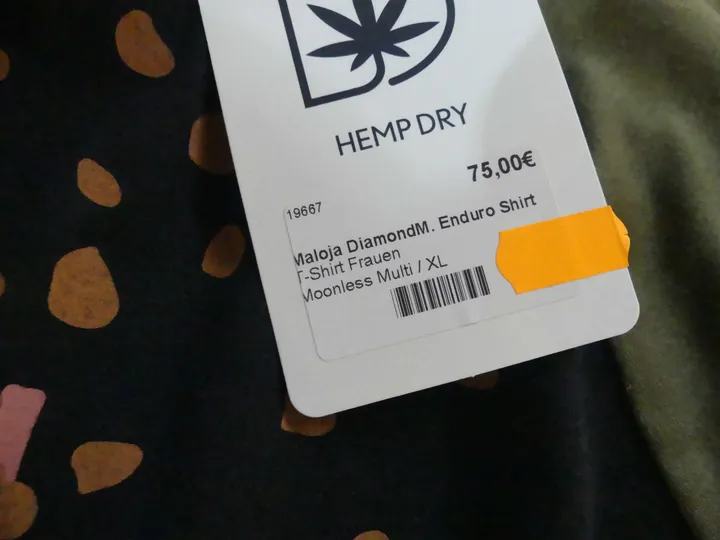 HEMP DRY
75,00€
19667
Maloja DiamondM. Enduro Shirt
T-Shirt Frauen
Moonless Multi / XL